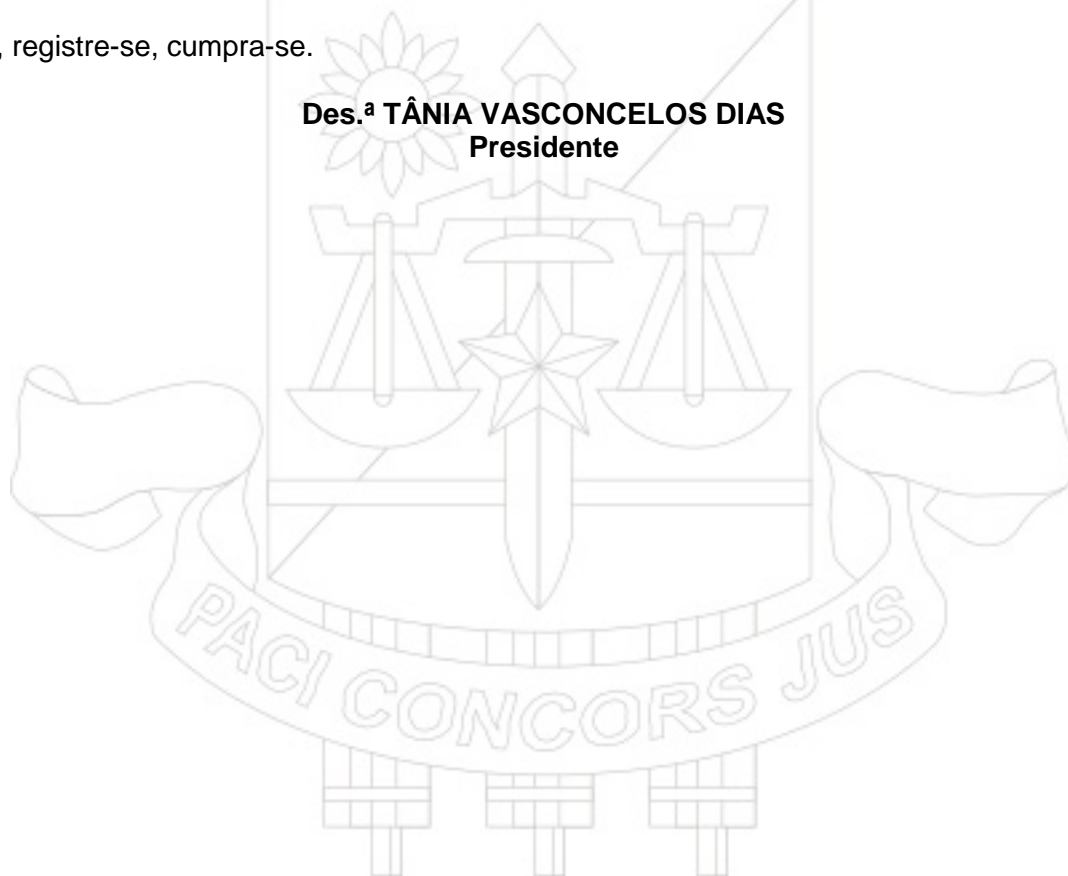 , registre-se, cumpra-se.
Des.ª TÂNIA VASCONCELOS DIAS
Presidente
PACI CONCORS JUS